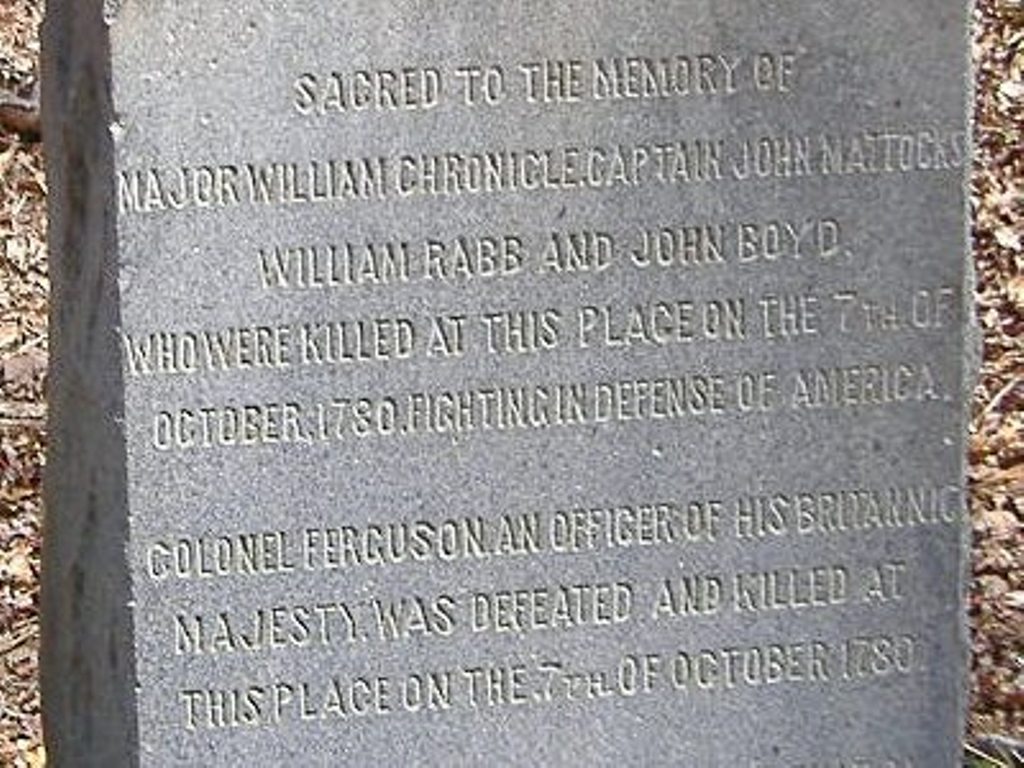 SACRED TO THE MEMORY OF
MAJOR WILLIAM CHRONICLE, CAPTAIN JOHN MATTOCKS
WILLIAM RABB AND JOHN BOY'D.
WHO WERE KILLED AT THIS PLACE ON THE 7TH OF
OCTOBER, 1780, FIGHTING IN DEFENSE OF AMERICA.
COLONEL FERGUSON, AN OFFICER OF HIS BRITANNIC
MAJESTY, WAS DEFEATED AND KILLED AT
THIS PLACE ON THE 7TH OF OCTOBER 1780.